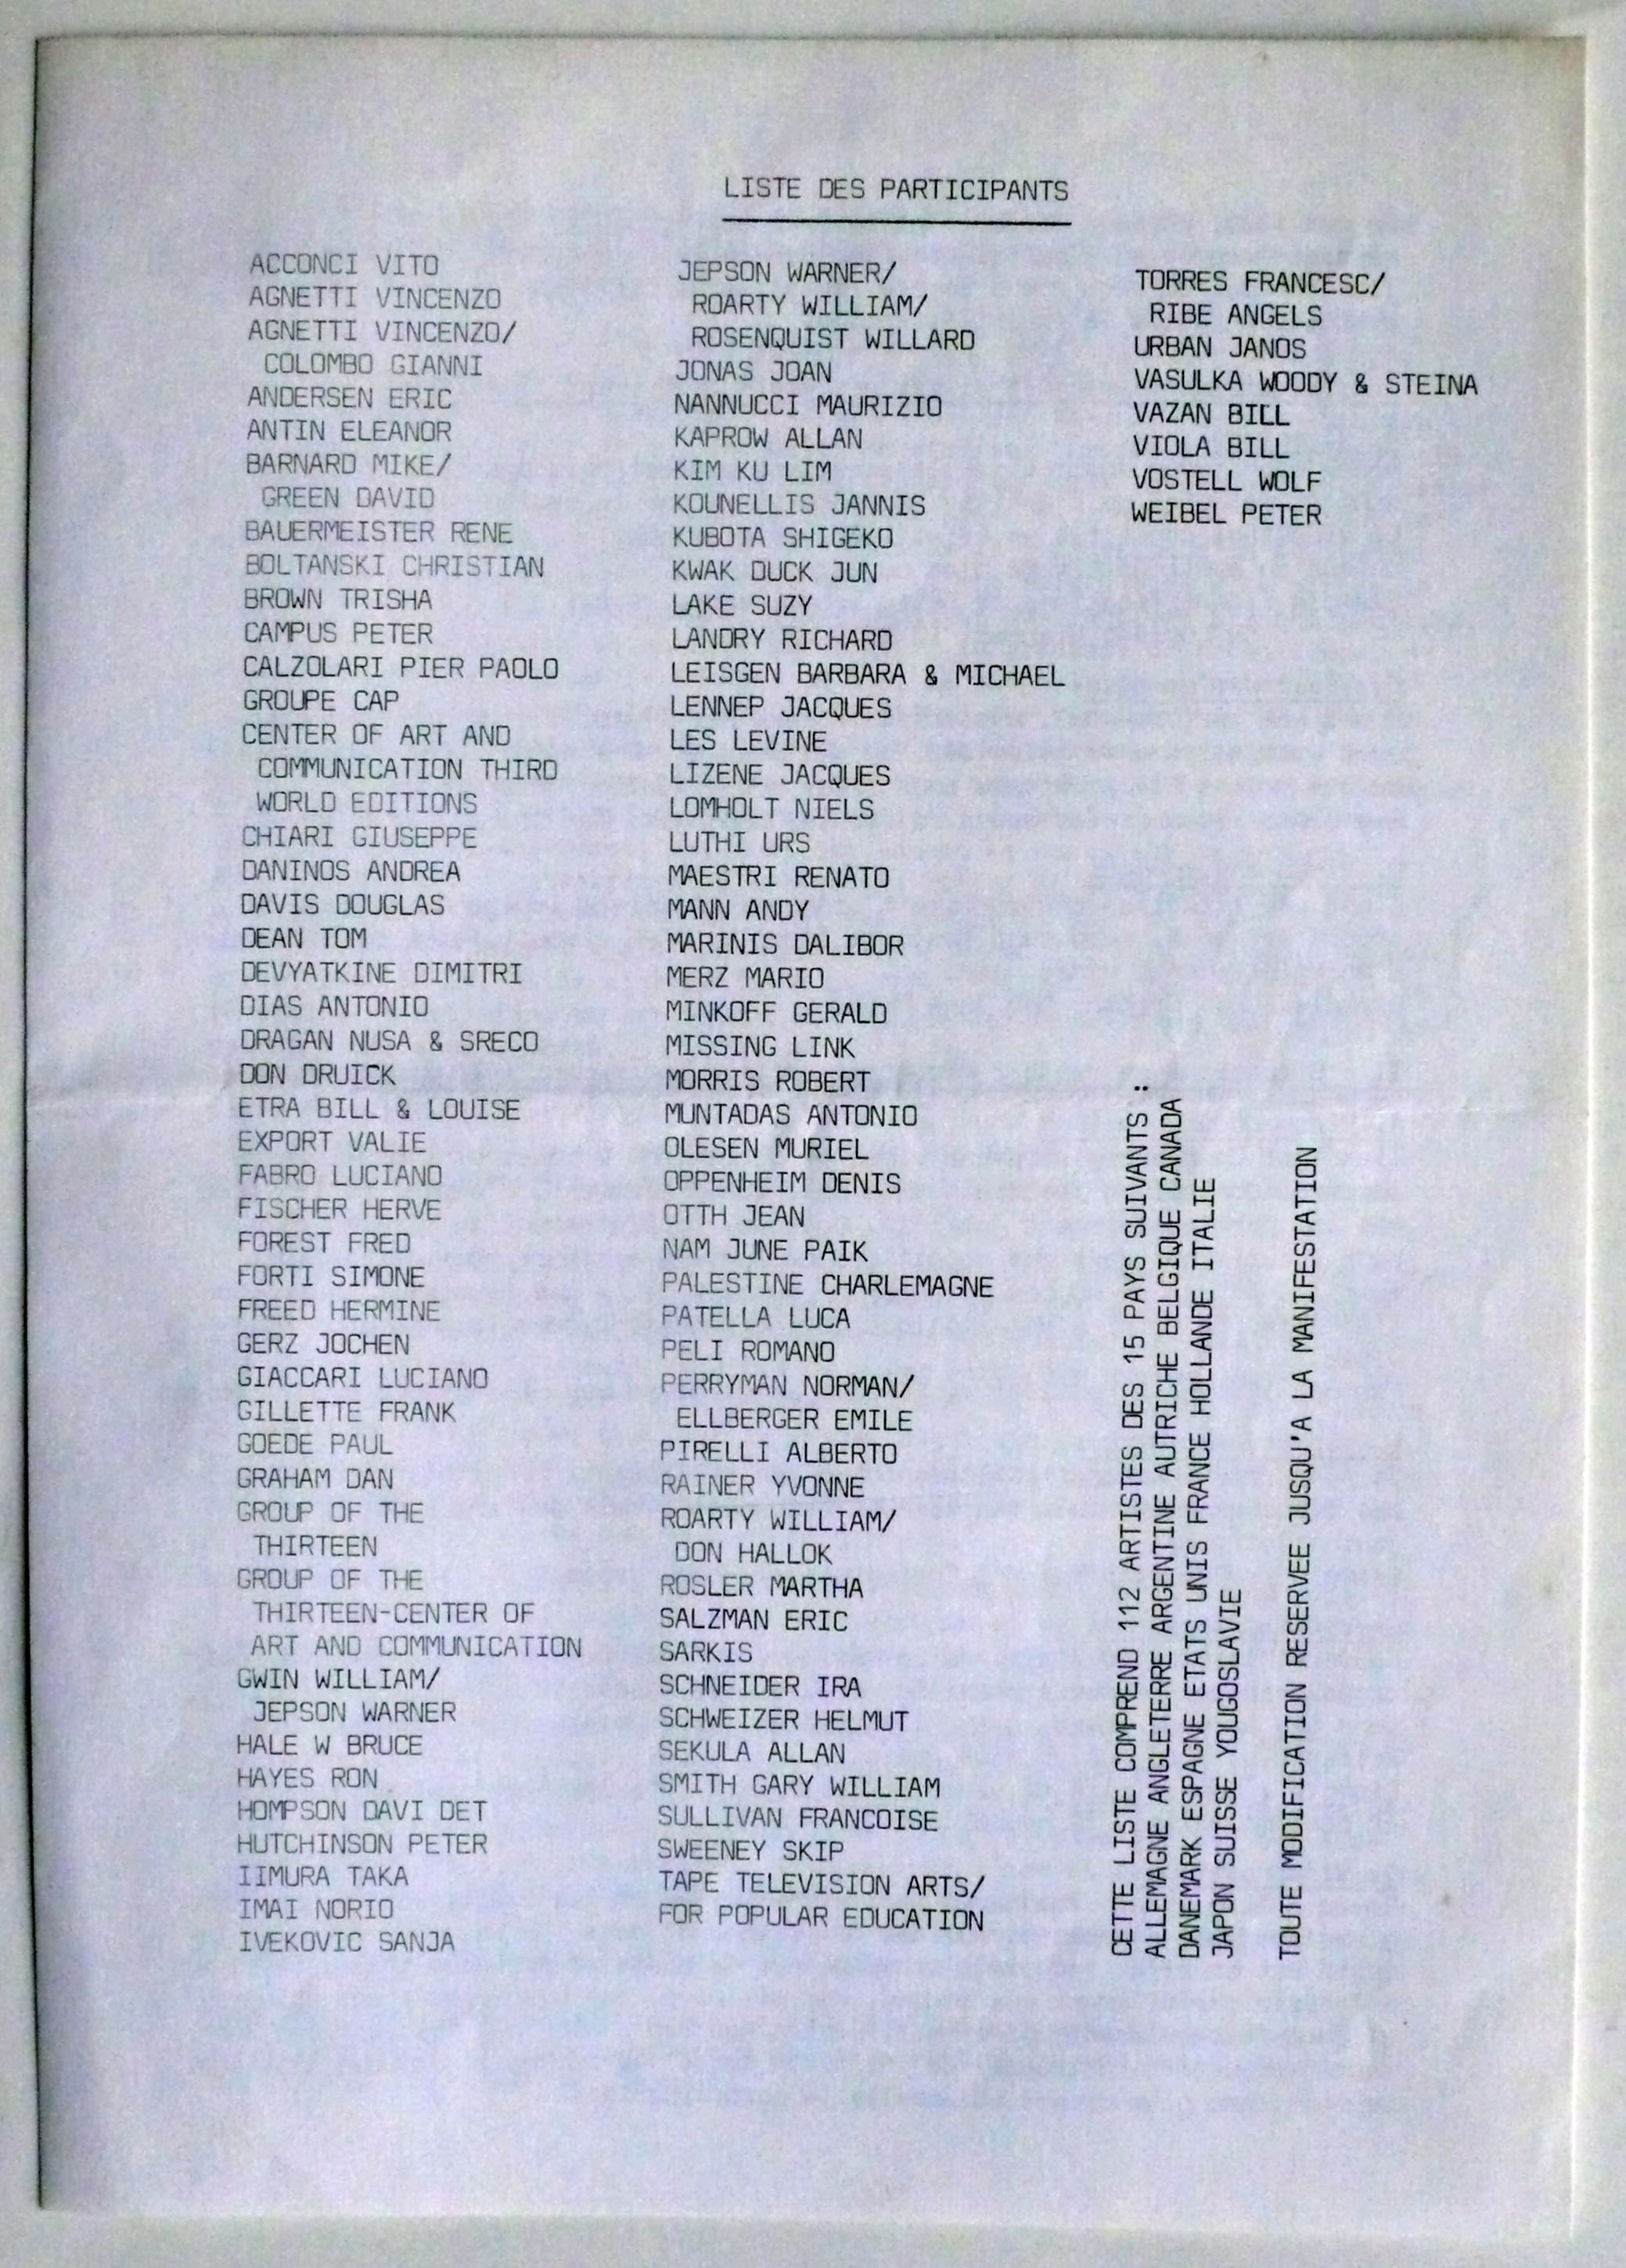 LISTE DES PARTICIPANTS
ACCONCI VITO
AGNETTI VINCENZO
AGNETTI VINCENZO/
COLOMBO GIANNI
ANDERSEN ERIC
ANTIN ELEANOR
BARNARD MIKE/
GREEN DAVID
BAUERMEISTER RENE
BOLTANSKI CHRISTIAN
BROWN TRISHA
CAMPUS PETER
CALZOLARI PIER PAOLO
GROUPE CAP
CENTER OF ART AND
COMMUNICATION THIRD
WORLD EDITIONS
CHIARI GIUSEPPE
DANINOS ANDREA
DAVIS DOUGLAS
DEAN TOM
DEVYATKINE DIMITRI
DIAS ANTONIO
DRAGAN NUSA & SRECO
DON DRUICK
ETRA BILL & LOUISE
EXPORT VALIE
FABRO LUCIANO
FISCHER HERVE
FOREST FRED
FORTI SIMONE
FREED HERMINE
GERZ JOCHEN
GIACCARI LUCIANO
GILLETTE FRANK
GOEDE PAUL
GRAHAM DAN
GROUP OF THE
THIRTEEN
GROUP OF THE
THIRTEEN-CENTER OF
ART AND COMMUNICATION
GWIN WILLIAM/
JEPSON WARNER
HALE W BRUCE
HAYES RON
HOMPSON DAVI DET
HUTCHINSON PETER
IIMURA TAKA
IMAI NORIO
IVEKOVIC SANJA
JEPSON WARNER/
ROARTY WILLIAM/
ROSENQUIST WILLARD
JONAS JOAN
NANNUCCI MAURIZIO
KAPROW ALLAN
KIM KU LIM
KOUNELLIS JANNIS
KUBOTA SHIGEKO
KWAK DUCK JUN
LAKE SUZY
LANDRY RICHARD
LEISGEN BARBARA & MICHAEL
LENNEP JACQUES
LES LEVINE
LIZENE JACQUES
LOMHOLT NIELS
LUTHI URS
MAESTRI RENATO
MANN ANDY
MARINIS DALIBOR
MERZ MARIO
MINKOFF GERALD
MISSING LINK
MORRIS ROBERT
MUNTADAS ANTONIO
OLESEN MURIEL
OPPENHEIM DENIS
OTTH JEAN
NAM JUNE PAIK
PALESTINE CHARLEMAGNE
PATELLA LUCA
PELI ROMANO
PERRYMAN NORMAN/
ELLBERGER EMILE
PIRELLI ALBERTO
RAINER YVONNE
ROARTY WILLIAM/
DON HALLOK
ROSLER MARTHA
SALZMAN ERIC
SARKIS
SCHNEIDER IRA
SCHWEIZER HELMUT
SEKULA ALLAN
SMITH GARY WILLIAM
SULLIVAN FRANCOISE
SWEENEY SKIP
TAPE TELEVISION ARTS/
FOR POPULAR EDUCATION
TORRES FRANCESC/
RIBE ANGELS
URBAN JANOS
VASULKA WOODY & STEINA
VAZAN BILL
VIOLA BILL
VOSTELL WOLF
WEIBEL PETER
CETTE LISTE COMPREND 112 ARTISTES DES 15 PAYS SUIVANTS :
ALLEMAGNE ANGLETERRE ARGENTINE AUTRICHE BELGIQUE CANADA
DANEMARK ESPAGNE ETATS UNIS FRANCE HOLLANDE ITALIE
JAPON SUISSE YOUGOSLAVIE
TOUTE MODIFICATION RESERVEE JUSQU'A LA MANIFESTATION